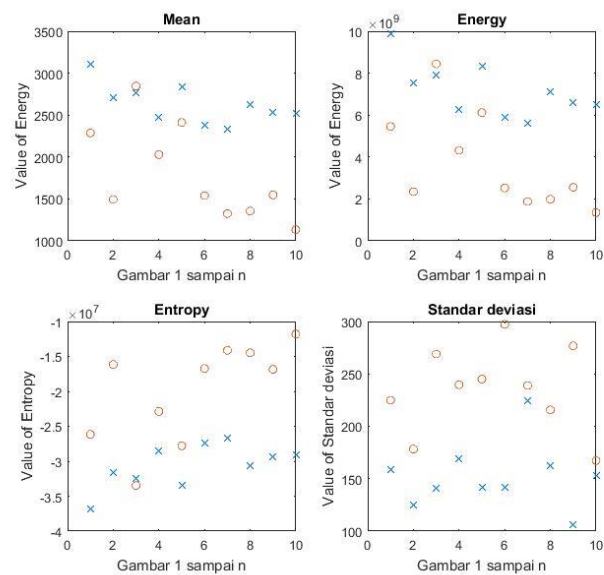 Mean
3500
3000
2500
2000
1500
1000
Value of Energy
0 2 4 6 8 10
Gambar 1 sampai n
Energy
×10^9
10
8
6
4
2
0
Value of Energy
0 2 4 6 8 10
Gambar 1 sampai n
Entropy
×10^7
-1
-1.5
-2
-2.5
-3
-3.5
-4
Value of Entropy
0 2 4 6 8 10
Gambar 1 sampai n
Standar deviasi
300
250
200
150
100
Value of Standar deviasi
0 2 4 6 8 10
Gambar 1 sampai n